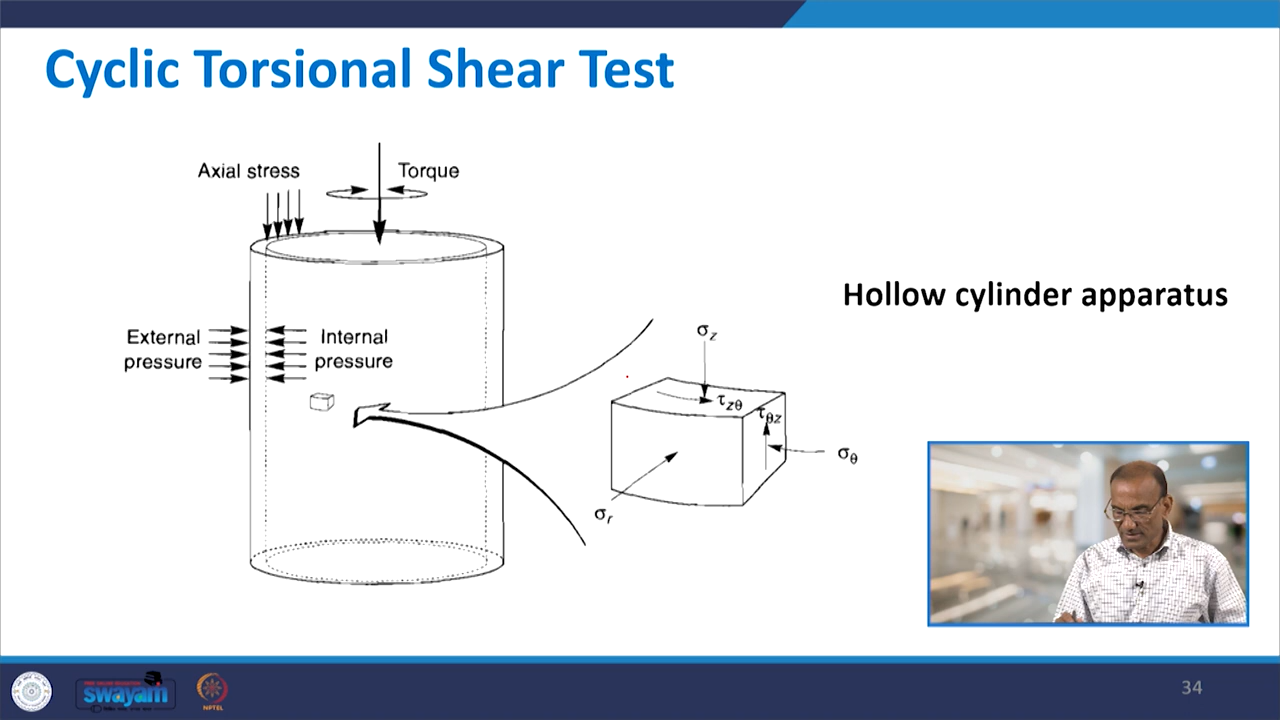 Cyclic Torsional Shear Test
Axial stress
Torque
External
pressure
Internal
pressure
Hollow cylinder apparatus
σz
τzθ
τθz
σθ
σr
swayam
NPTEL
34